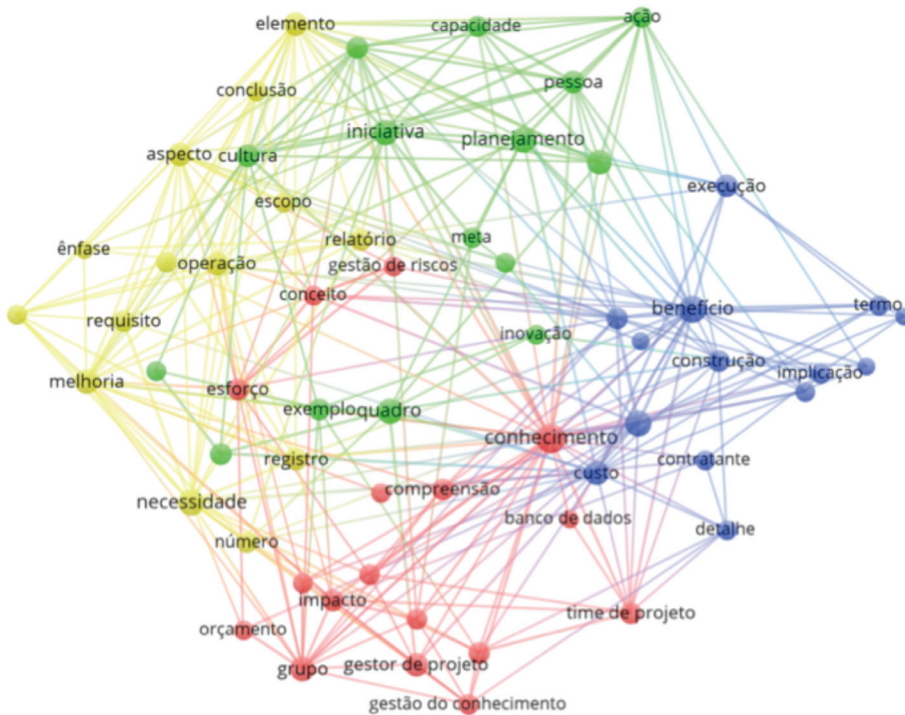 elemento
capacidade
ação
conclusão
pessoa
iniciativa
planejamento
aspecto
cultura
execução
escopo
ênfase
relatório
meta
operação
gestão de riscos
conceito
benefício
termo
requisito
inovação
construção
implicação
melhoria
esforço
exemplo
quadro
conhecimento
registro
contratante
compreensão
custo
necessidade
banco de dados
detalhe
número
impacto
time de projeto
orçamento
grupo
gestor de projeto
gestão do conhecimento